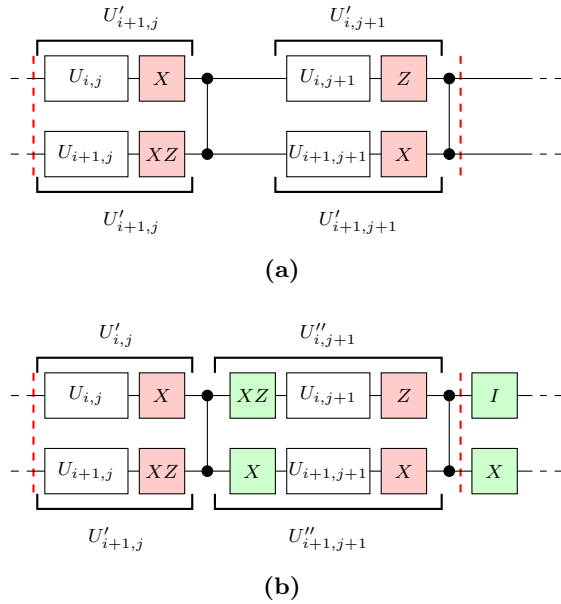 U'_{i+1,j} U'_{i,j+1}
U_{i,j} X U_{i,j+1} Z
U_{i+1,j} XZ U_{i+1,j+1} X
U'_{i+1,j} U'_{i+1,j+1}
(a)
U'_{i,j} U''_{i,j+1}
U_{i,j} X XZ U_{i,j+1} Z I
U_{i+1,j} XZ X U_{i+1,j+1} X X
U'_{i+1,j} U''_{i+1,j+1}
(b)